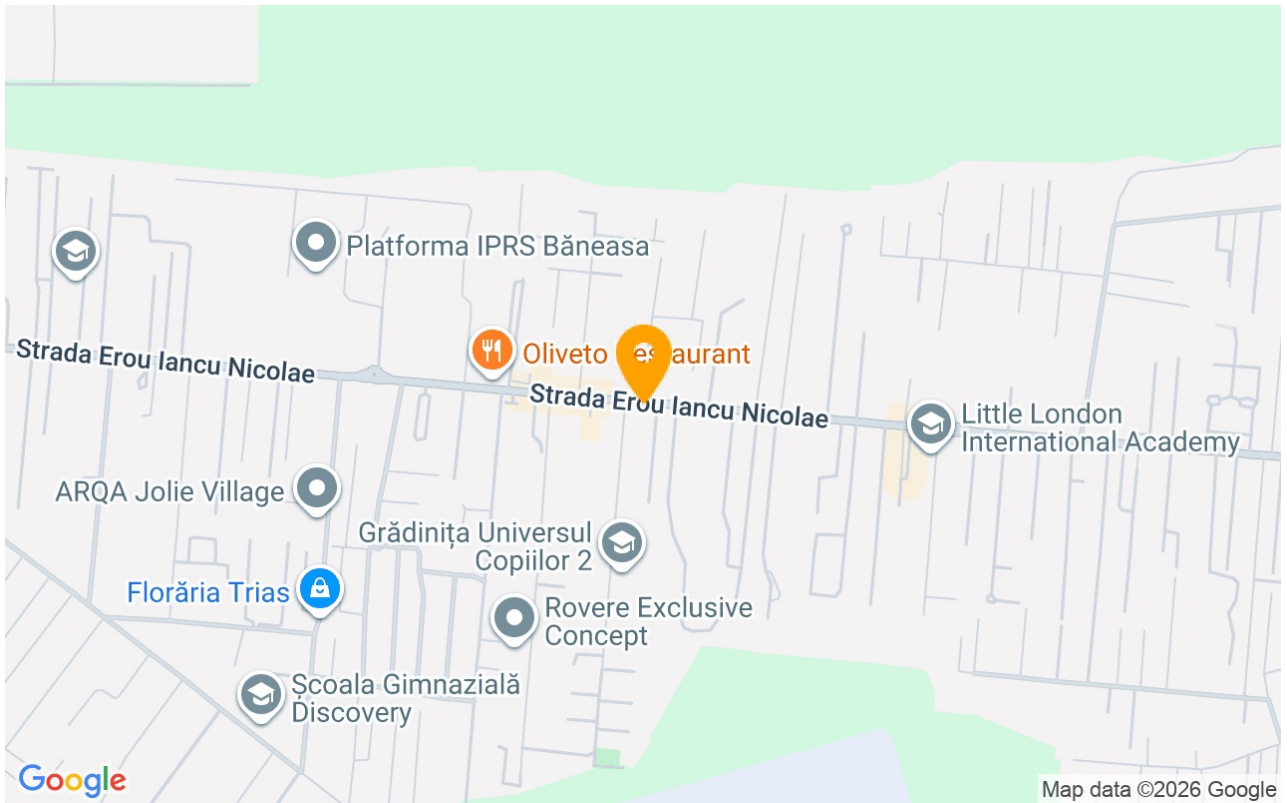 Platforma IPRS Băneasa
Strada Erou Iancu Nicolae
Oliveto
aurant
Strada Erou Iancu Nicolae
Little London
International Academy
ARQA Jolie Village
Grădinița Universul
Copiilor 2
Florăria Trias
Rovere Exclusive
Concept
Școala Gimnazială
Discovery
Google
Map data ©2026 Google